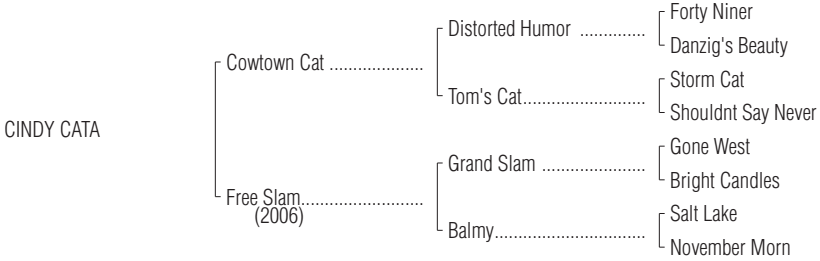 Forty Niner
Distorted Humor ..............
Danzig's Beauty
Cowtown Cat ....................
Storm Cat
Tom's Cat..........................
Shouldnt Say Never
CINDY CATA
Gone West
Grand Slam ......................
Bright Candles
Free Slam..........................
(2006)
Salt Lake
Balmy................................
November Morn